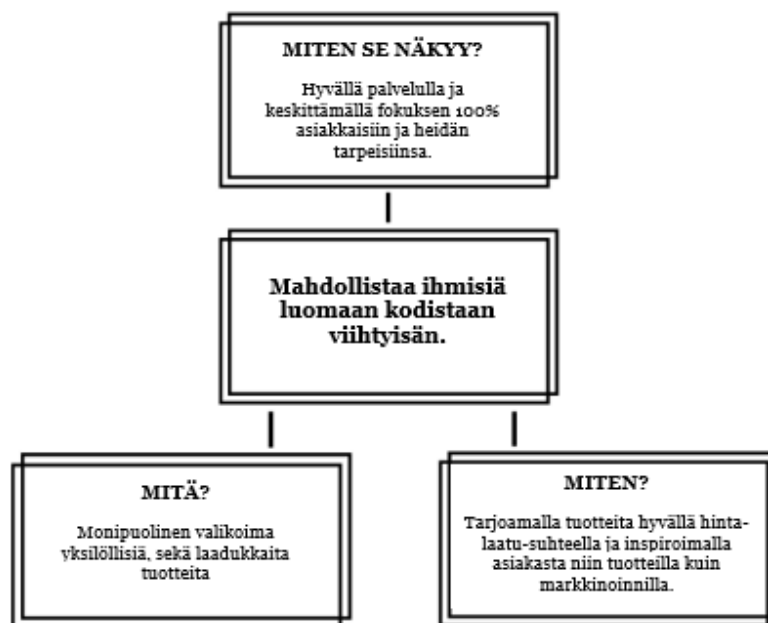 MITEN SE NÄKYY?
Hyvällä palvelulla ja
keskittämällä fokuksen 100%
asiakkaisiin ja heidän
tarpeisiinsa.
Mahdollistaa ihmisiä
luomaan kodistaan
viihtyisän.
MITÄ?
Monipuolinen valikoima
yksilöllisiä, sekä laadukkaita
tuotteita
MITEN?
Tarjoamalla tuotteita hyvällä hinta-
laatu-suhteella ja inspiroimalla
asiakasta niin tuotteilla kuin
markkinoinnilla.